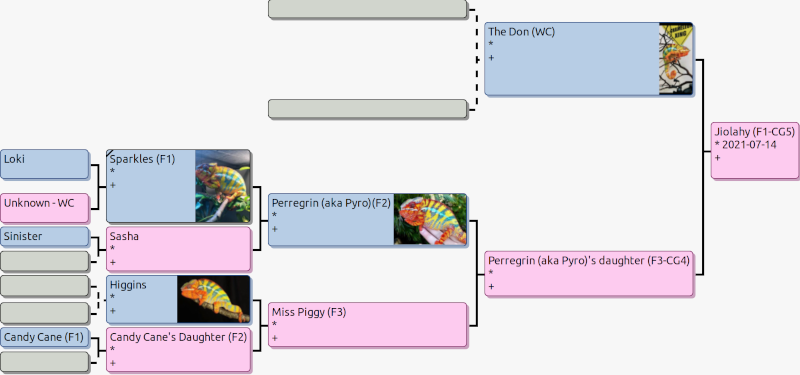 The Don (WC)
*
+
Jiolahy (F1-CG5)
* 2021-07-14
+
Loki
Sparkles (F1)
*
+
Unknown - WC
Perregrin (aka Pyro)(F2)
*
+
Sinister
Sasha
*
+
Perregrin (aka Pyro)'s daughter (F3-CG4)
*
+
Higgins
*
+
Miss Piggy (F3)
*
+
Candy Cane (F1)
Candy Cane's Daughter (F2)
*
+